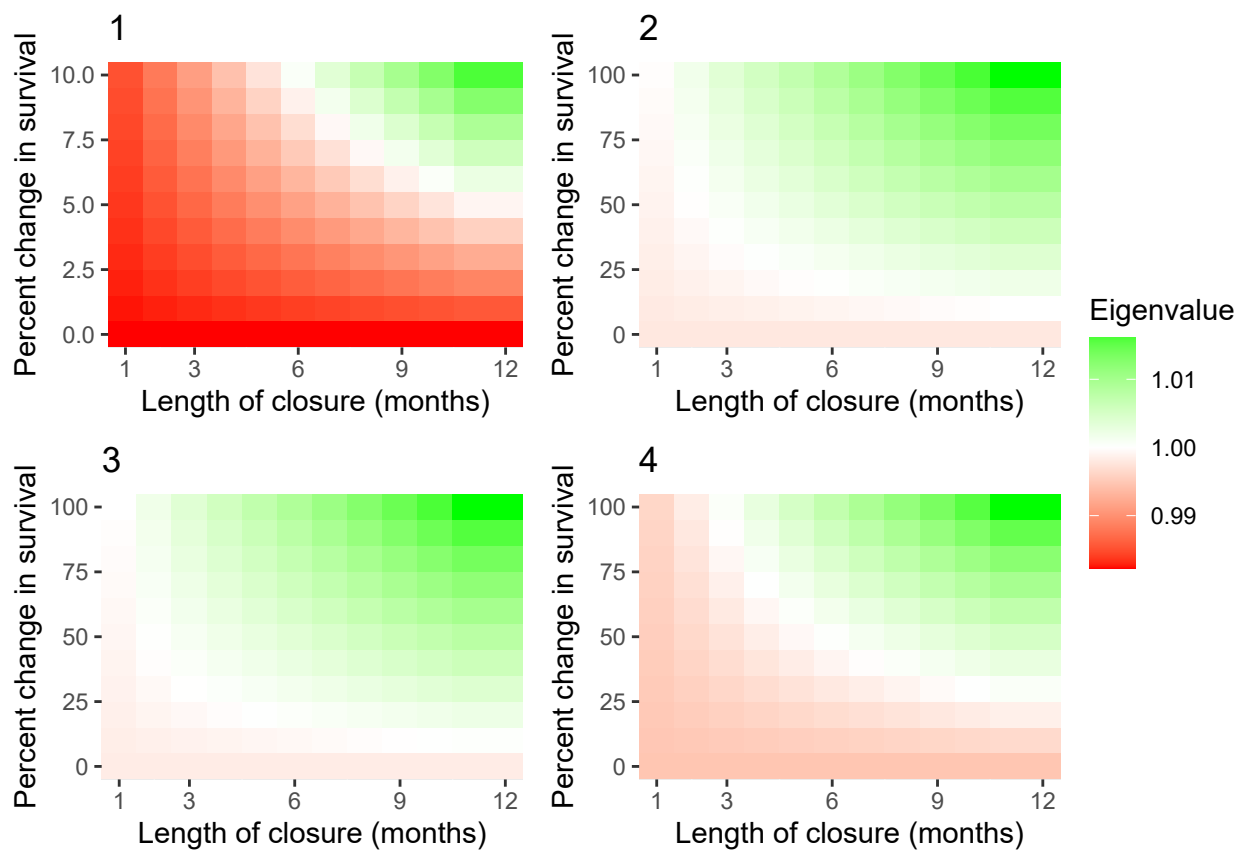 1
Percent change in survival
10.0
7.5
5.0
2.5
0.0
1 3 6 9 12
Length of closure (months)
2
Percent change in survival
100
75
50
25
0
1 3 6 9 12
Length of closure (months)
Eigenvalue
1.01
1.00
0.99
3
Percent change in survival
100
75
50
25
0
1 3 6 9 12
Length of closure (months)
4
Percent change in survival
100
75
50
25
0
1 3 6 9 12
Length of closure (months)